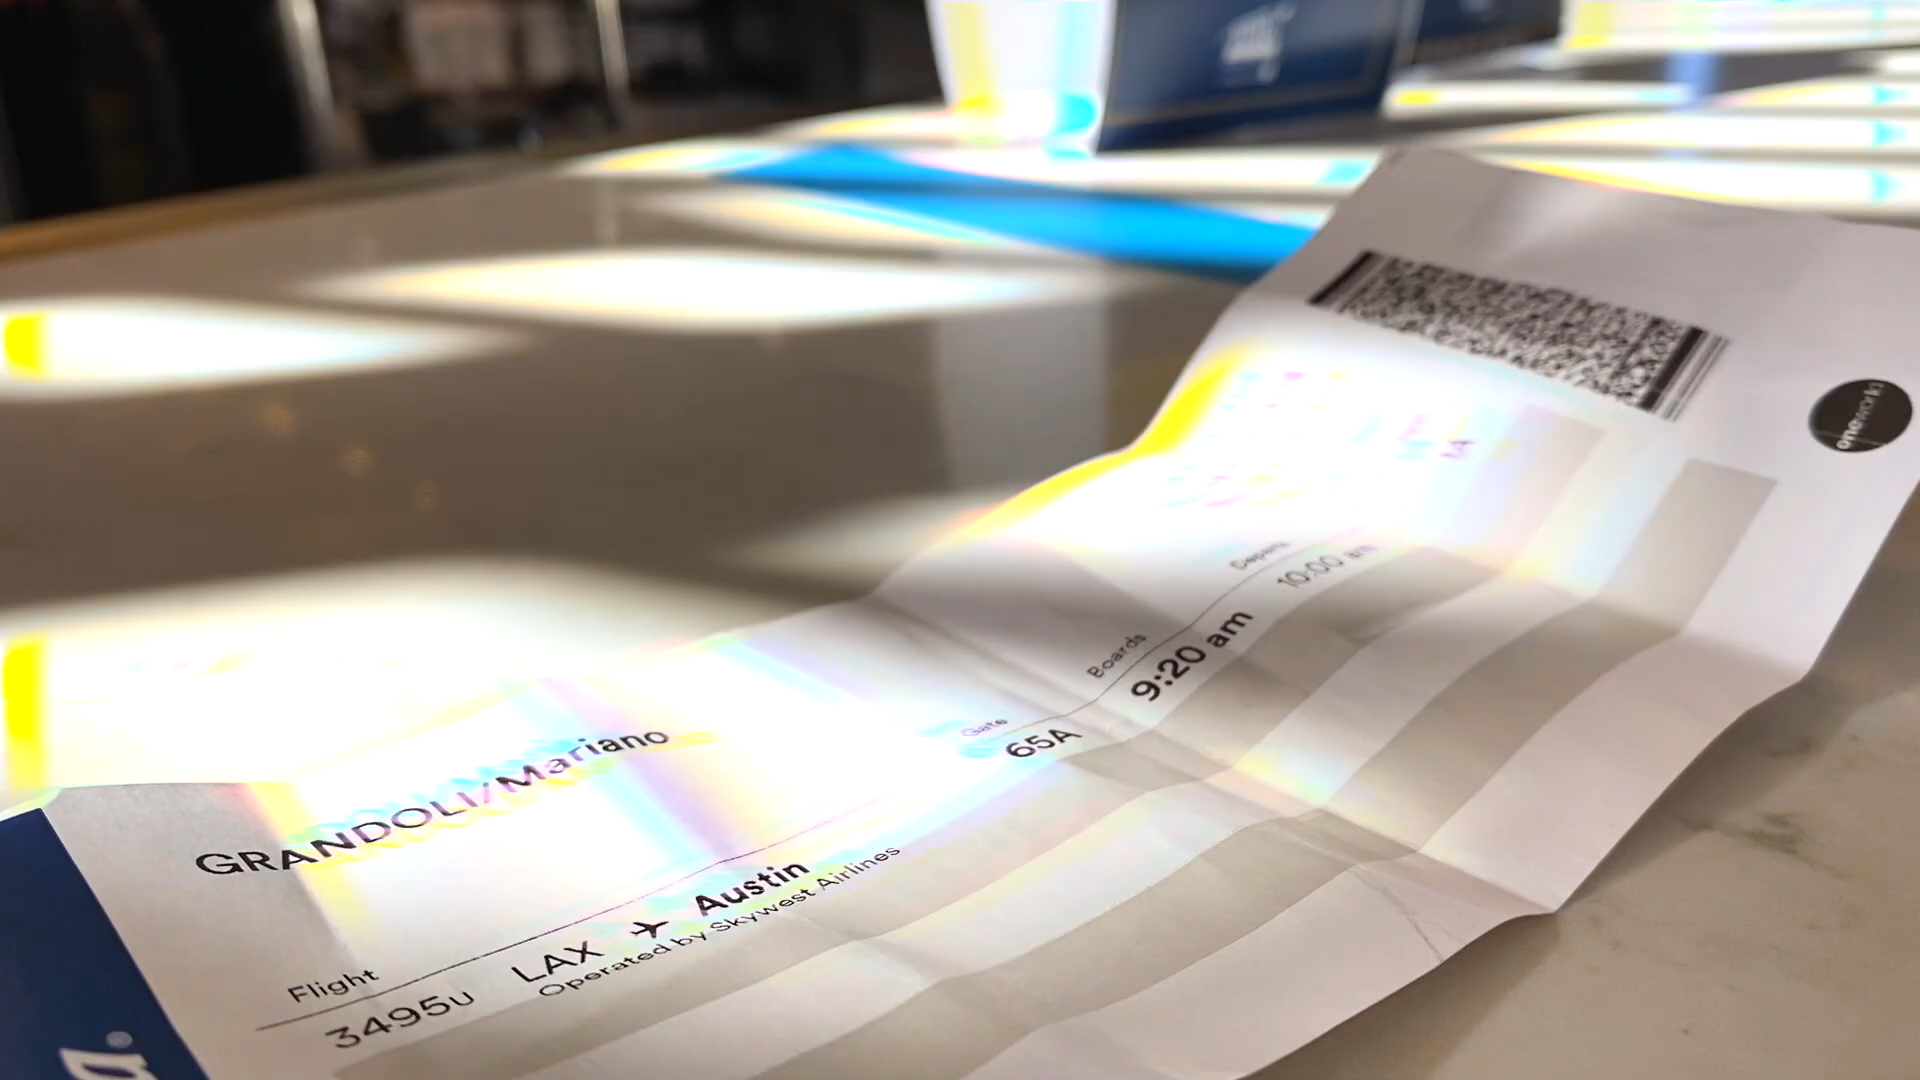 GRANDOLI/Mariano
Flight
3495u
LAX ✈ Austin
Operated by Skywest Airlines
Gate
65A
Boards
9:20 am
Departs
10:00 am
oneworld
a®